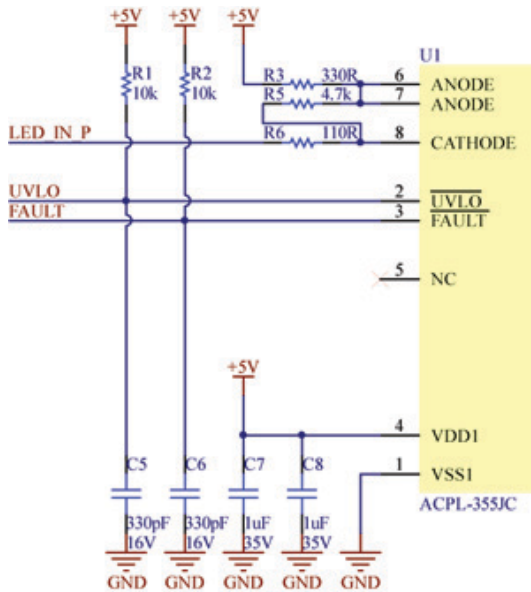 +5V +5V +5V
U1
R1 10k
R2 10k
R3 330R
R5 4.7k
R6 110R
6 ANODE
7 ANODE
8 CATHODE
LED_IN_P
UVLO
2 UVLO
FAULT
3 FAULT
5 NC
+5V
4 VDD1
1 VSS1
C5 C6 C7 C8
ACPL-355JC
330pF 330pF 1uF 1uF
16V 16V 35V 35V
GND GND GND GND GND